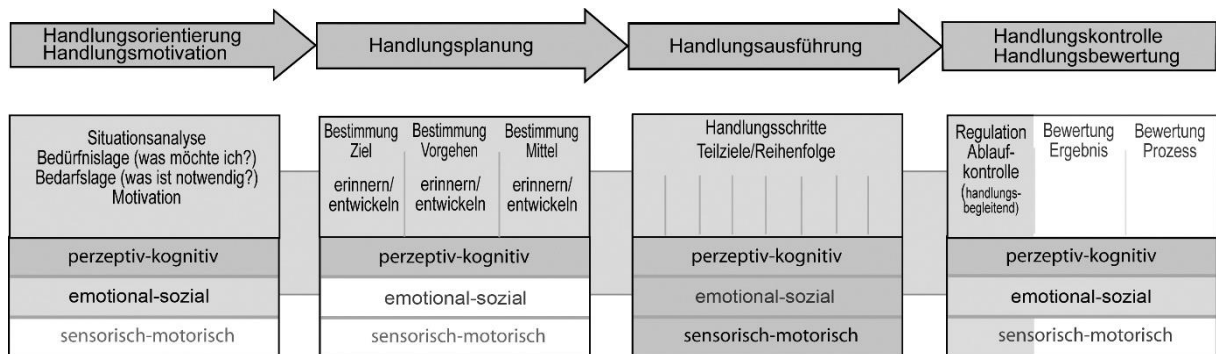 Handlungsorientierung
Handlungsmotivation
Handlungsplanung
Handlungsausführung
Handlungskontrolle
Handlungsbewertung
Situationsanalyse
Bedürfnislage (was möchte ich?)
Bedarfslage (was ist notwendig?)
Motivation
perzeptiv-kognitiv
emotional-sozial
sensorisch-motorisch
Bestimmung
Ziel
erinnern/
entwickeln
Bestimmung
Vorgehen
erinnern/
entwickeln
Bestimmung
Mittel
erinnern/
entwickeln
perzeptiv-kognitiv
emotional-sozial
sensorisch-motorisch
Handlungsschritte
Teilziele/Reihenfolge
perzeptiv-kognitiv
emotional-sozial
sensorisch-motorisch
Regulation
Ablauf-
kontrolle
(handlungs-
begleitend)
Bewertung
Ergebnis
Bewertung
Prozess
perzeptiv-kognitiv
emotional-sozial
sensorisch-motorisch